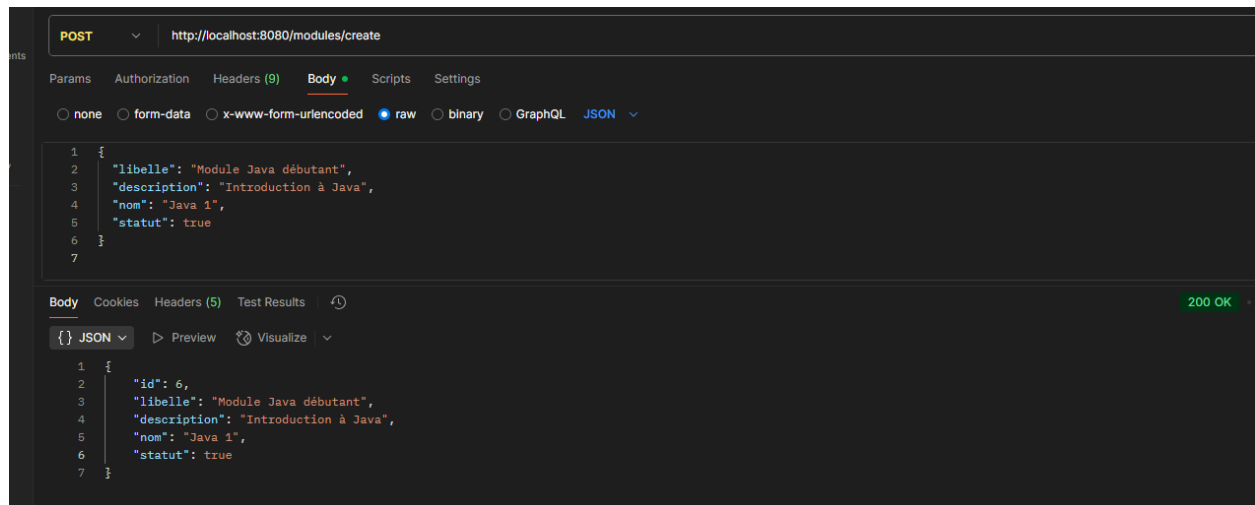 POST http://localhost:8080/modules/create
ents
Params Authorization Headers (9) Body Scripts Settings
none form-data x-www-form-urlencoded raw binary GraphQL JSON
1 {
2 "libelle": "Module Java débutant",
3 "description": "Introduction à Java",
4 "nom": "Java 1",
5 "statut": true
6 }
7
Body Cookies Headers (5) Test Results 200 OK
{} JSON Preview Visualize
1 {
2 "id": 6,
3 "libelle": "Module Java débutant",
4 "description": "Introduction à Java",
5 "nom": "Java 1",
6 "statut": true
7 }